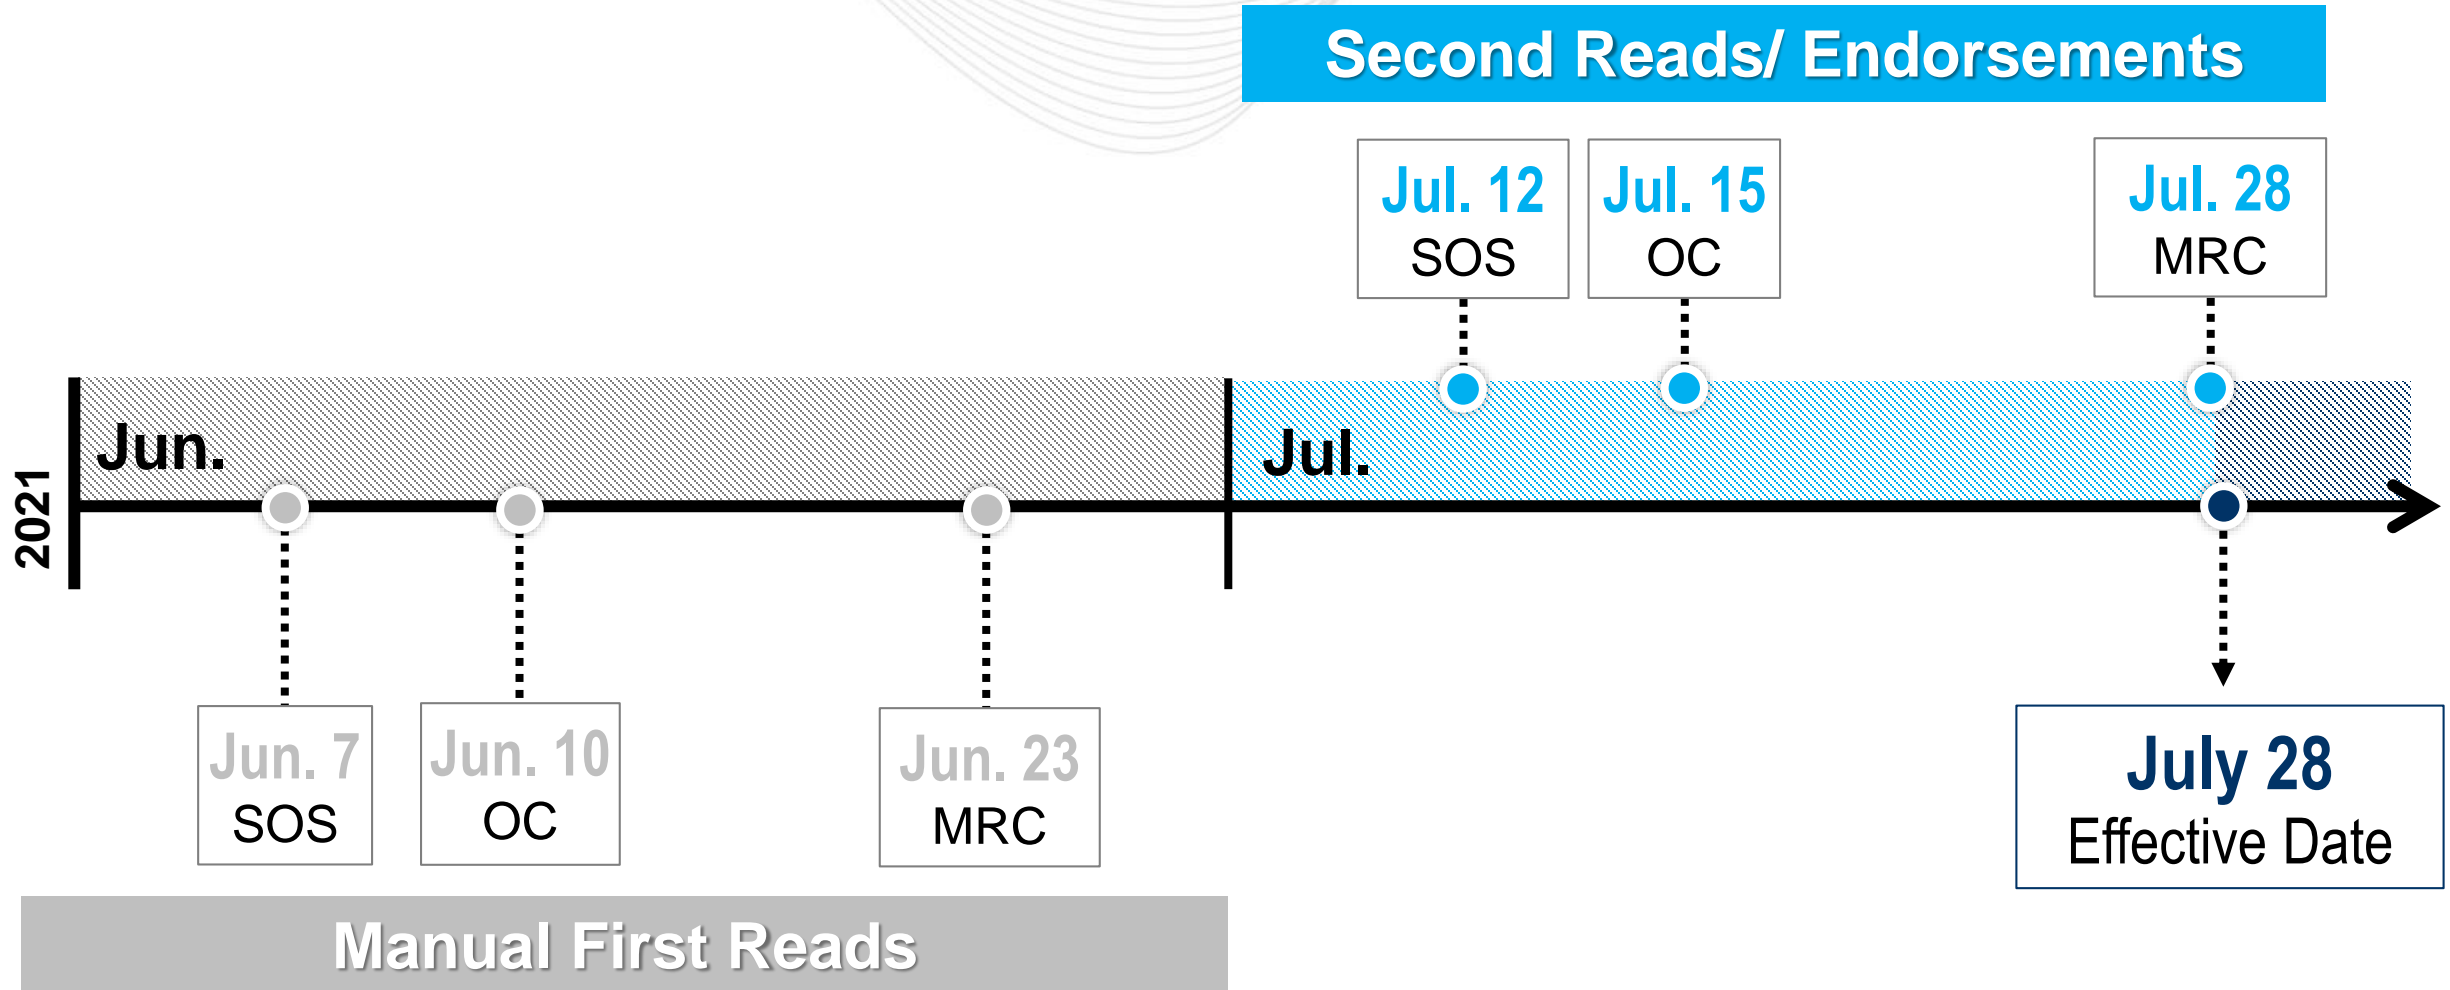 Second Reads/ Endorsements
Jul. 12
SOS
Jul. 15
OC
Jul. 28
MRC
2021
Jun.
Jul.
Jun. 7
SOS
Jun. 10
OC
Jun. 23
MRC
July 28
Effective Date
Manual First Reads